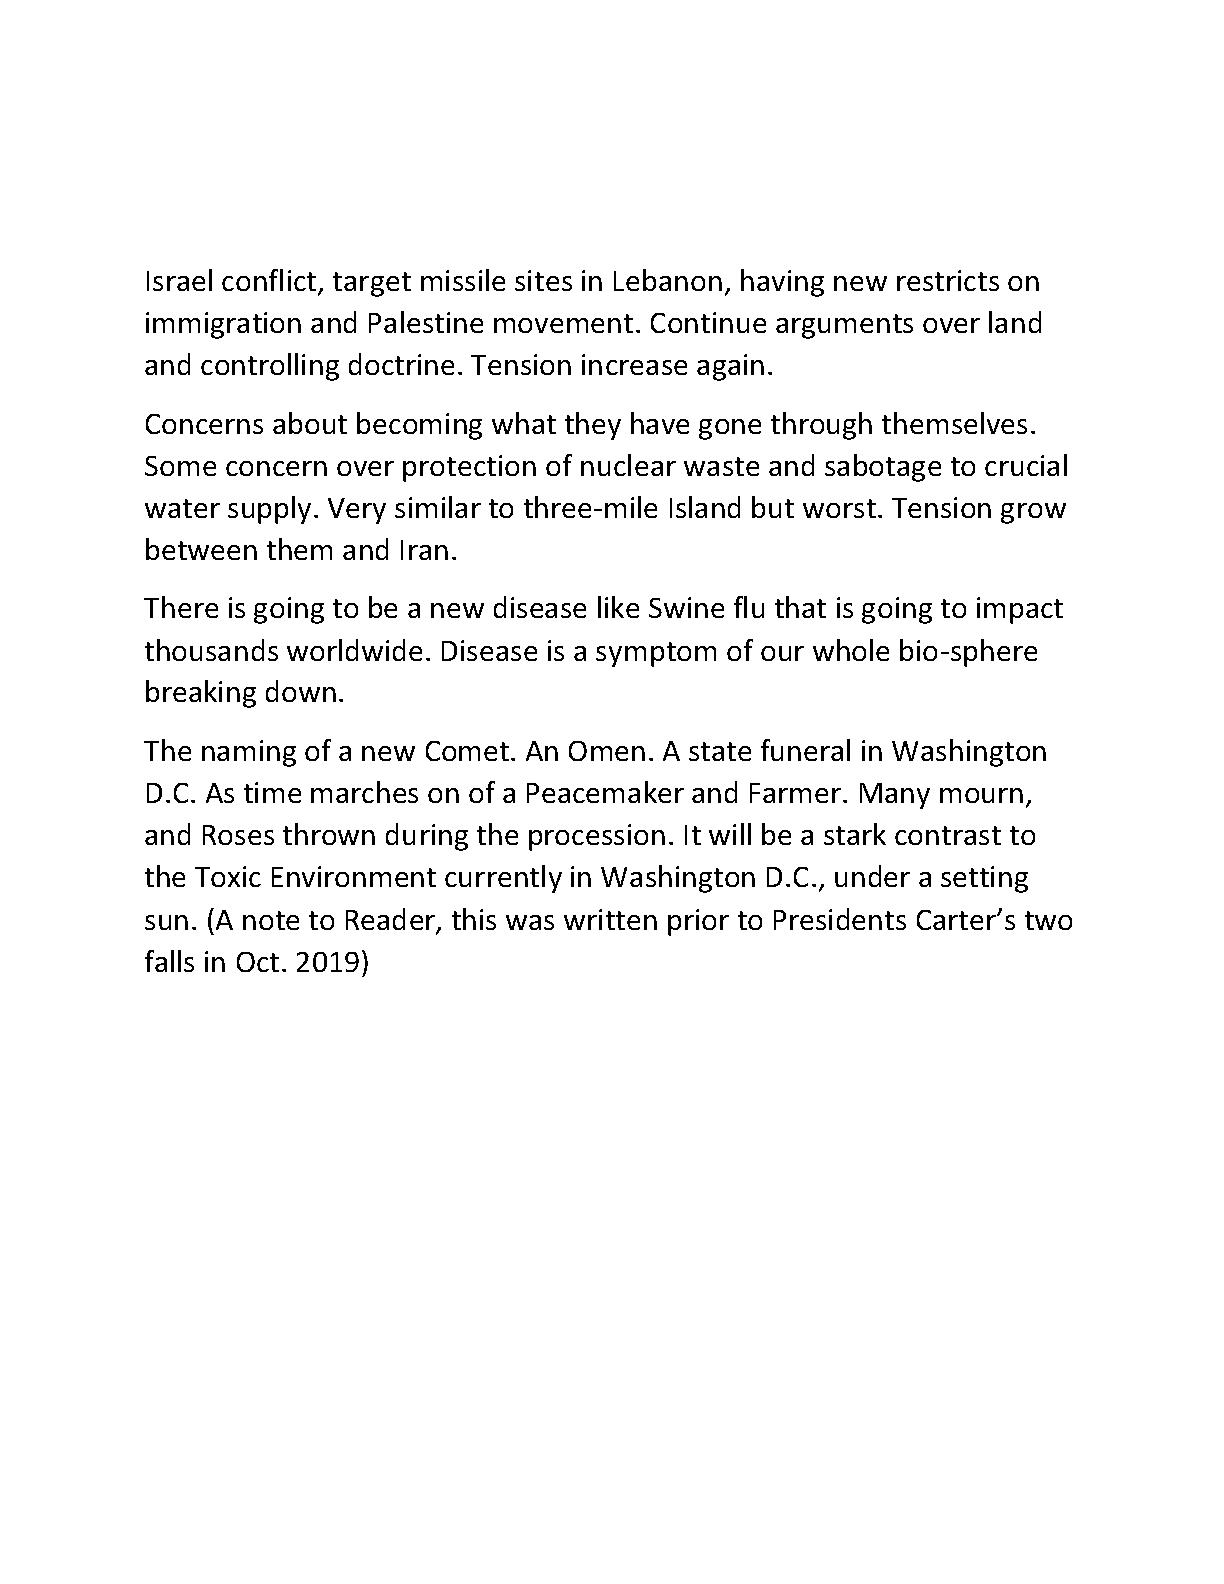 Israel conflict, target missile sites in Lebanon, having new restricts on
immigration and Palestine movement. Continue arguments over land
and controlling doctrine. Tension increase again.
Concerns about becoming what they have gone through themselves.
Some concern over protection of nuclear waste and sabotage to crucial
water supply. Very similar to three-mile Island but worst. Tension grow
between them and Iran.
There is going to be a new disease like Swine flu that is going to impact
thousands worldwide. Disease is a symptom of our whole bio-sphere
breaking down.
The naming of a new Comet. An Omen. A state funeral in Washington
D.C. As time marches on of a Peacemaker and Farmer. Many mourn,
and Roses thrown during the procession. It will be a stark contrast to
the Toxic Environment currently in Washington D.C., under a setting
sun. (A note to Reader, this was written prior to Presidents Carter’s two
falls in Oct. 2019)